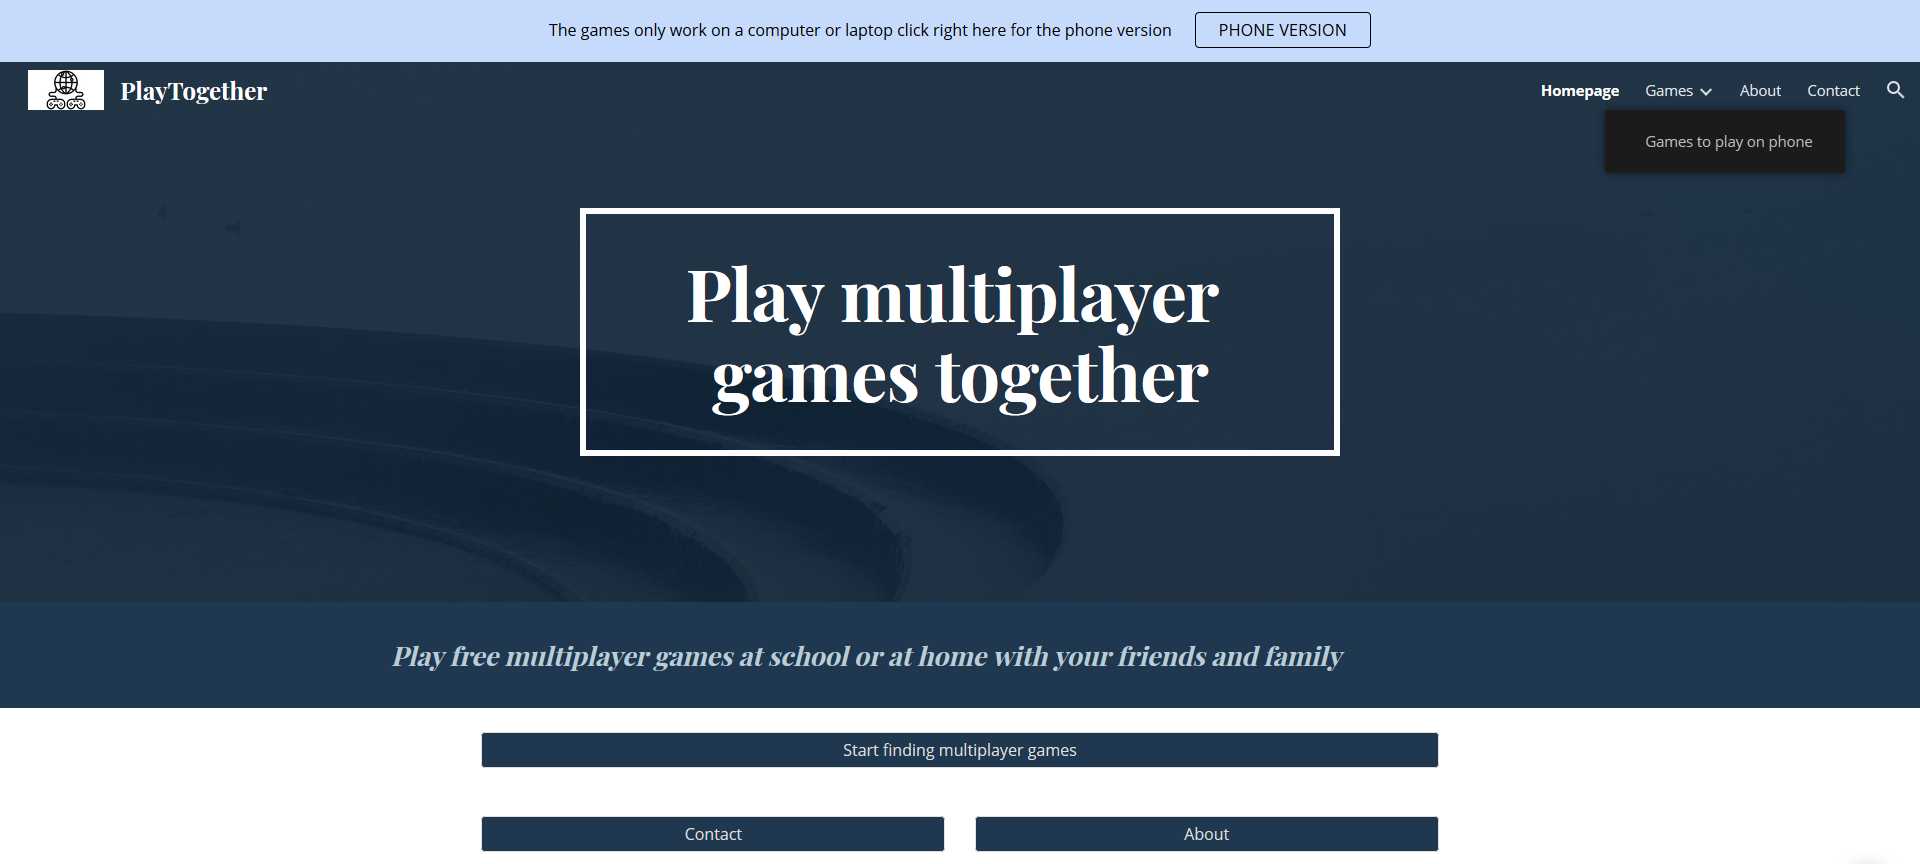 The games only work on a computer or laptop click right here for the phone version
PHONE VERSION
PlayTogether
Homepage
Games
About
Contact
Games to play on phone
Play multiplayer
games together
Play free multiplayer games at school or at home with your friends and family
Start finding multiplayer games
Contact
About